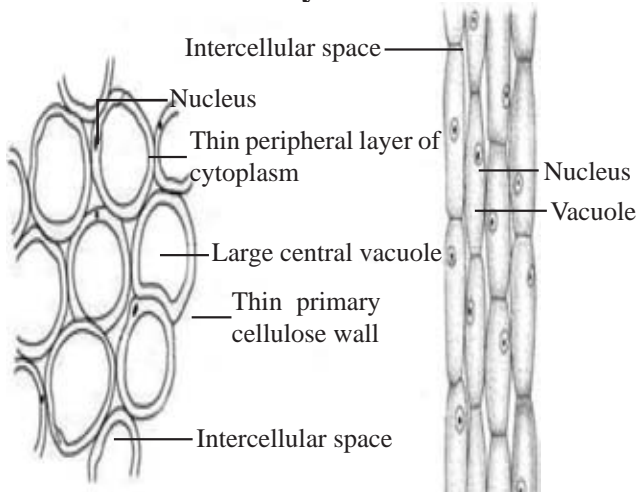 Intercellular space
Nucleus
Thin peripheral layer of
cytoplasm
Nucleus
Vacuole
Large central vacuole
Thin primary
cellulose wall
Intercellular space